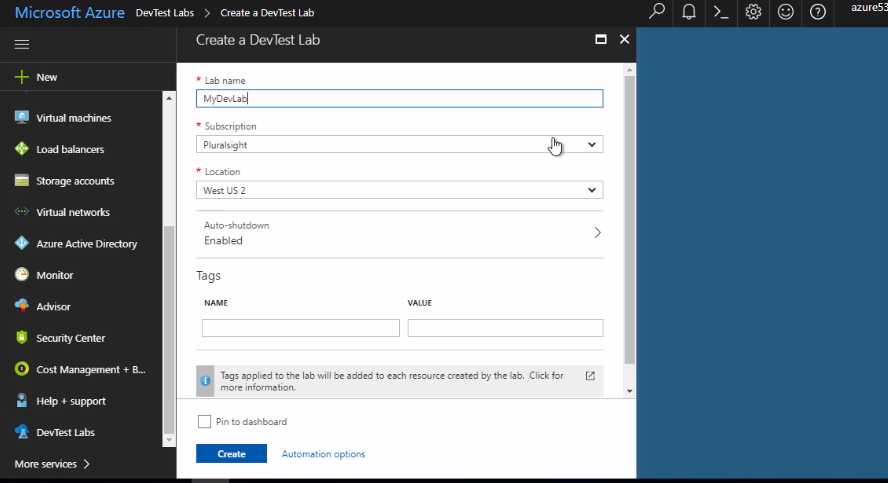 Microsoft Azure DevTest Labs > Create a DevTest Lab
azure53
Create a DevTest Lab
New
Virtual machines
Load balancers
Storage accounts
Virtual networks
Azure Active Directory
Monitor
Advisor
Security Center
Cost Management + B...
Help + support
DevTest Labs
More services >
* Lab name
MyDevLab
* Subscription
Pluralsight
* Location
West US 2
Auto-shutdown
Enabled
Tags
NAME VALUE
Tags applied to the lab will be added to each resource created by the lab. Click for
more information.
Pin to dashboard
Create Automation options